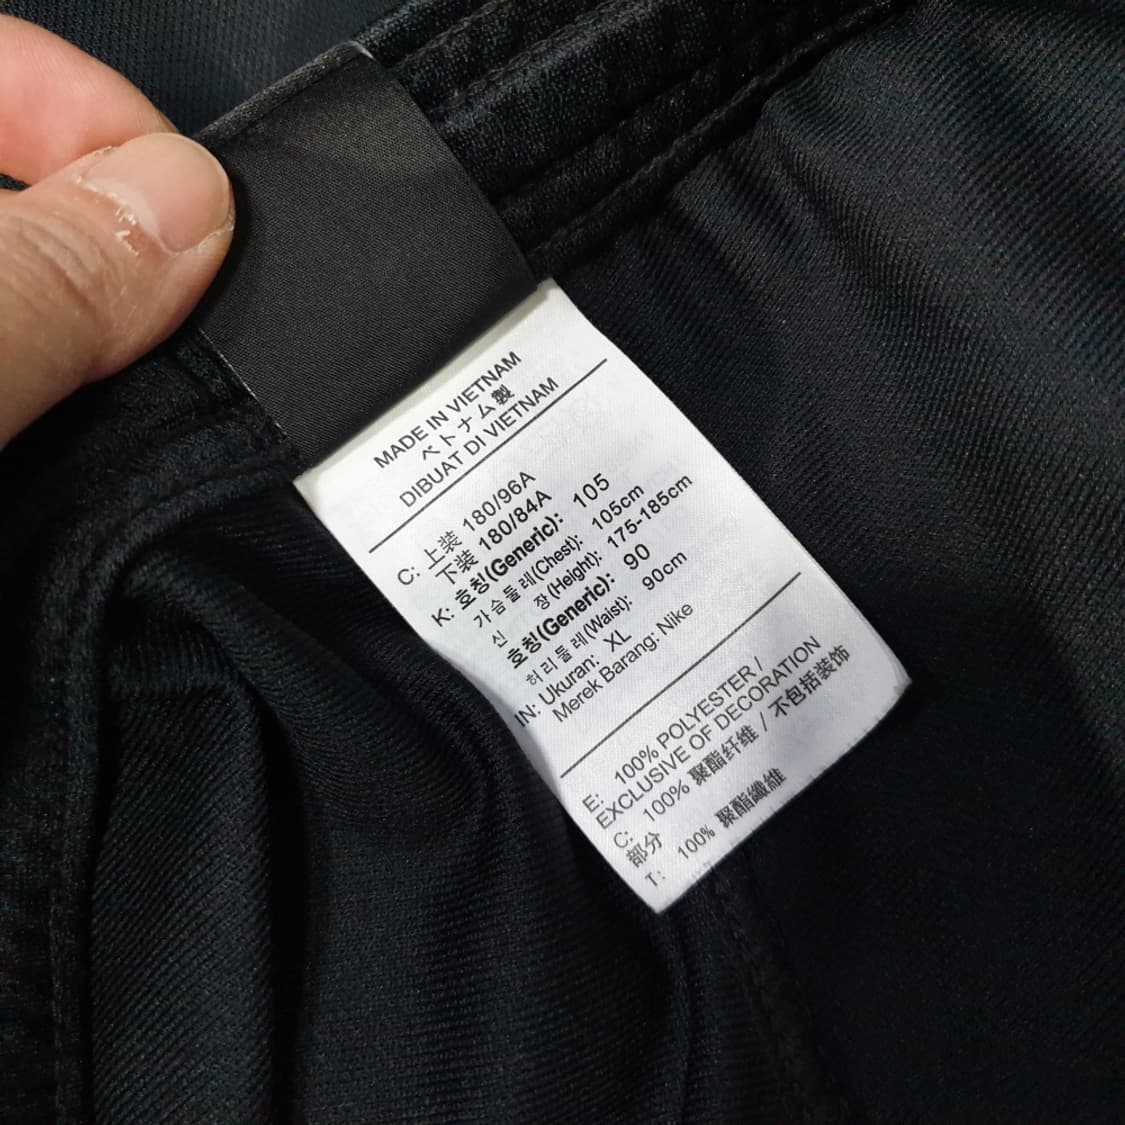 MADE IN VIETNAM
ベトナム製
DIBUAT DI VIETNAM
C: 上装 180/96A
下装 180/84A
K: 호칭(Generic): 105
가슴둘레(Chest): 105cm
신 장(Height): 175-185cm
호칭(Generic): 90
허리둘레(Waist): 90cm
IN: Ukuran: XL
Merek Barang: Nike
E: 100% POLYESTER /
EXCLUSIVE OF DECORATION
C: 100% 聚酯纤维 / 不包括装饰
部分
T: 100% 聚酯纖維